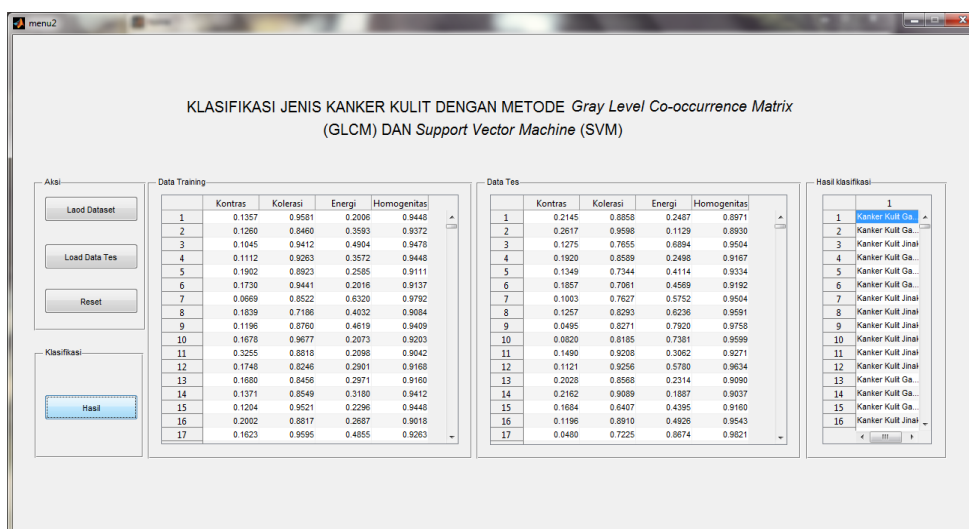 menu2
KLASIFIKASI JENIS KANKER KULIT DENGAN METODE Gray Level Co-occurrence Matrix
(GLCM) DAN Support Vector Machine (SVM)
Aksi
Laod Dataset
Load Data Tes
Reset
Klasifikasi
Hasil
Data Training
Kontras Kolerasi Energi Homogenitas
1 0.1357 0.9581 0.2006 0.9448
2 0.1260 0.8460 0.3593 0.9372
3 0.1045 0.9412 0.4904 0.9478
4 0.1112 0.9263 0.3572 0.9448
5 0.1902 0.8923 0.2585 0.9111
6 0.1730 0.9441 0.2016 0.9137
7 0.0669 0.8522 0.6320 0.9792
8 0.1839 0.7186 0.4032 0.9084
9 0.1196 0.8760 0.4619 0.9409
10 0.1678 0.9677 0.2073 0.9203
11 0.3255 0.8818 0.2098 0.9042
12 0.1748 0.8246 0.2901 0.9168
13 0.1680 0.8456 0.2971 0.9160
14 0.1371 0.8549 0.3180 0.9412
15 0.1204 0.9521 0.2296 0.9448
16 0.2002 0.8817 0.2687 0.9018
17 0.1623 0.9595 0.4855 0.9263
Data Tes
Kontras Kolerasi Energi Homogenitas
1 0.2145 0.8858 0.2487 0.8971
2 0.2617 0.9598 0.1129 0.8930
3 0.1275 0.7655 0.6894 0.9504
4 0.1920 0.8589 0.2498 0.9167
5 0.1349 0.7344 0.4114 0.9334
6 0.1857 0.7061 0.4569 0.9192
7 0.1003 0.7627 0.5752 0.9504
8 0.1257 0.8293 0.6236 0.9591
9 0.0495 0.8271 0.7920 0.9758
10 0.0820 0.8185 0.7381 0.9599
11 0.1490 0.9208 0.3062 0.9271
12 0.1121 0.9256 0.5780 0.9634
13 0.2028 0.8568 0.2314 0.9090
14 0.2162 0.9089 0.1887 0.9037
15 0.1684 0.6407 0.4395 0.9160
16 0.1196 0.8910 0.4926 0.9543
17 0.0480 0.7225 0.8674 0.9821
Hasil klasifikasi
1
1 Kanker Kulit Ga...
2 Kanker Kulit Ga...
3 Kanker Kulit Jinak
4 Kanker Kulit Ga...
5 Kanker Kulit Ga...
6 Kanker Kulit Ga...
7 Kanker Kulit Jinak
8 Kanker Kulit Jinak
9 Kanker Kulit Jinak
10 Kanker Kulit Jinak
11 Kanker Kulit Jinak
12 Kanker Kulit Jinak
13 Kanker Kulit Ga...
14 Kanker Kulit Ga...
15 Kanker Kulit Ga...
16 Kanker Kulit Jinak